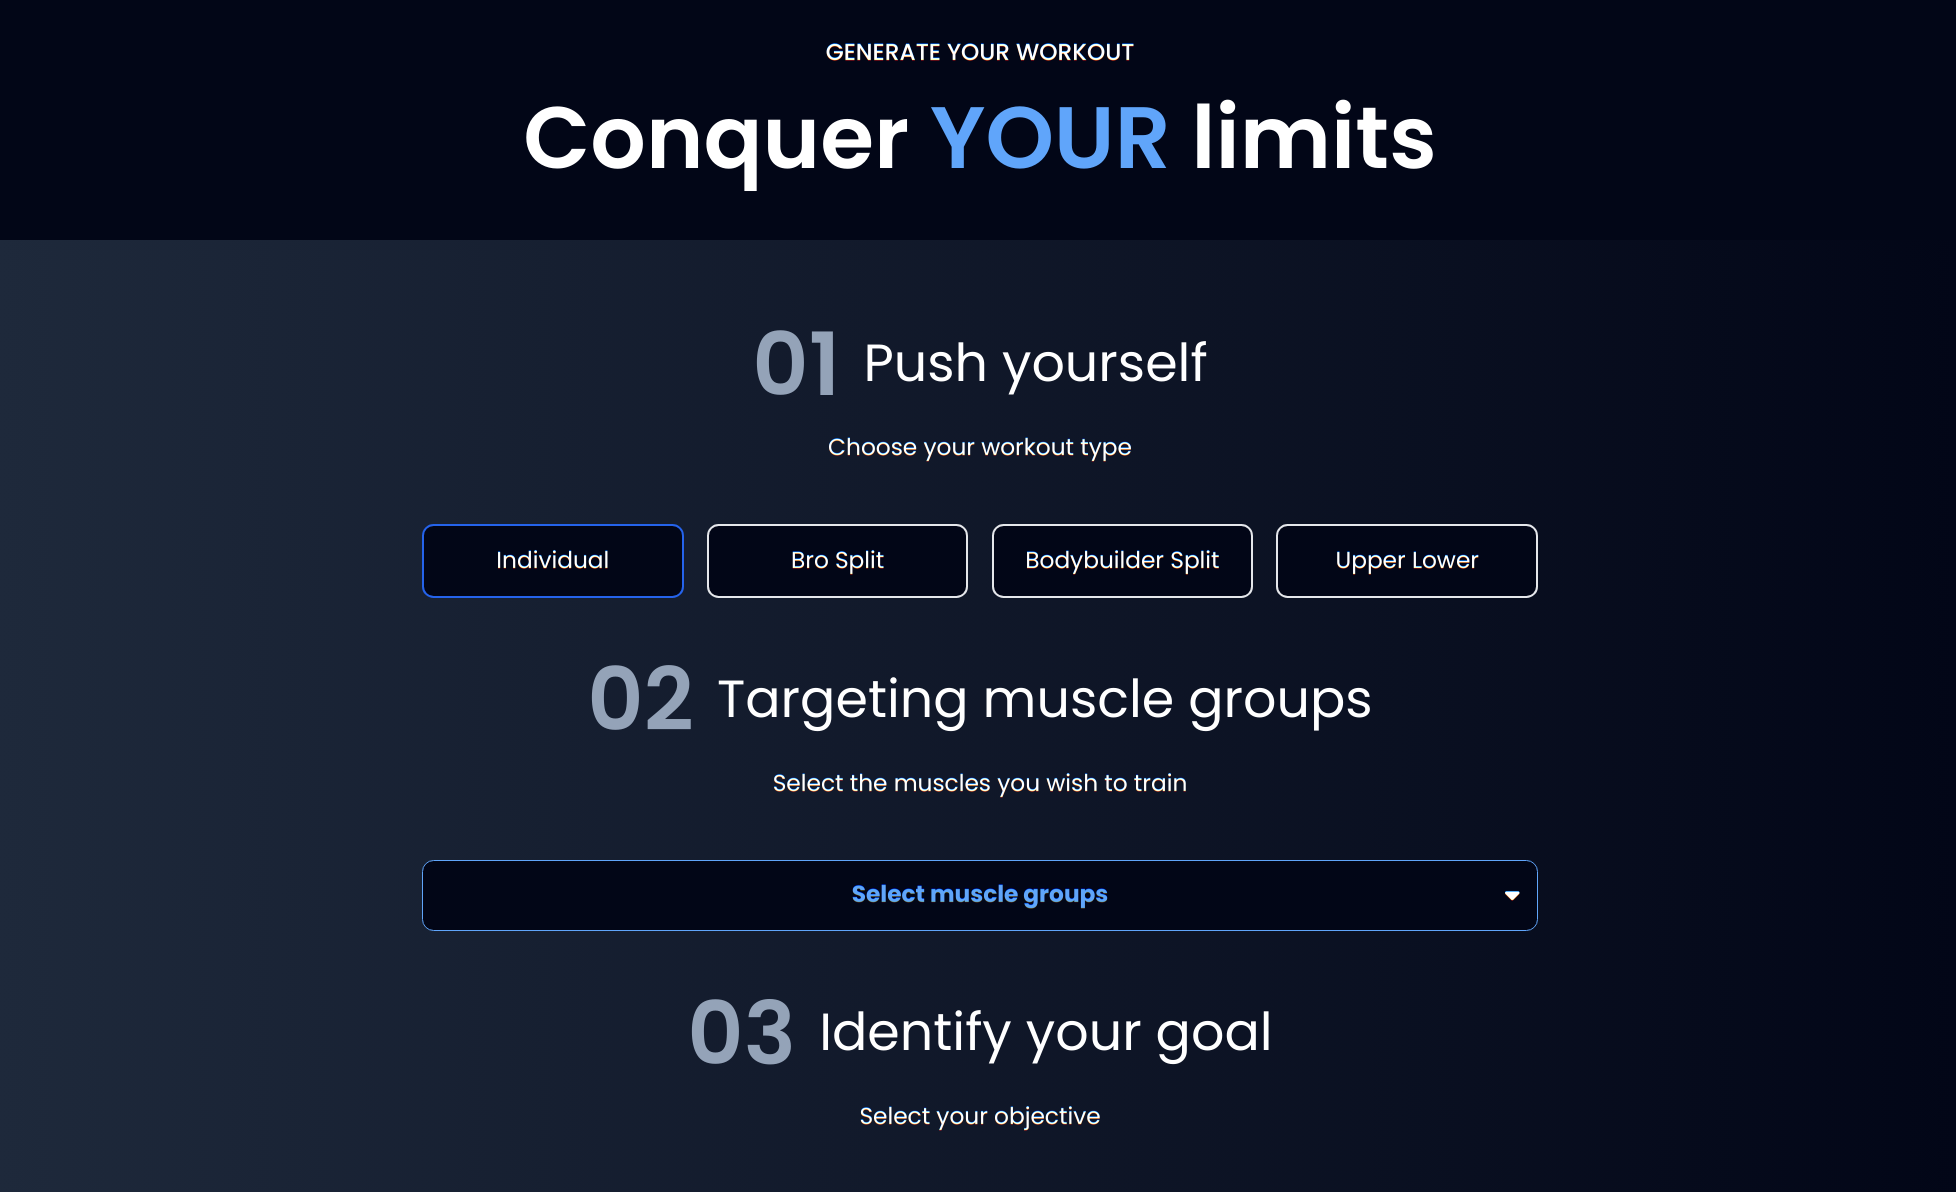 GENERATE YOUR WORKOUT
Conquer YOUR limits
01 Push yourself
Choose your workout type
Individual
Bro Split
Bodybuilder Split
Upper Lower
02 Targeting muscle groups
Select the muscles you wish to train
Select muscle groups
03 Identify your goal
Select your objective